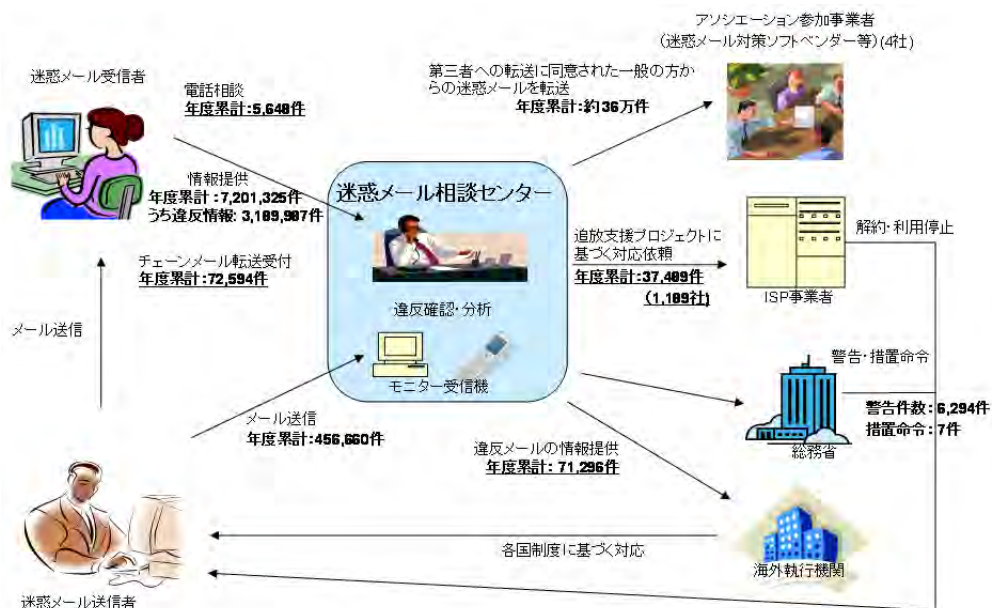 アソシエーション参加事業者
(迷惑メール対策ソフトベンダー等)(4社)
迷惑メール受信者
電話相談
年度累計:5,648件
第三者への転送に同意された一般の方か
らの迷惑メールを転送
年度累計:約36万件
情報提供
年度累計:7,201,325件
うち違反情報:3,189,987件
チェーンメール転送受付
年度累計:72,594件
迷惑メール相談センター
違反確認・分析
モニター受信機
追放支援プロジェクトに
基づく対応依頼
年度累計:37,489件
(1,189社)
ISP事業者
解約・利用停止
メール送信
警告・措置命令
警告件数:6,294件
措置命令:7件
総務省
メール送信
年度累計:456,660件
違反メールの情報提供
年度累計:71,296件
各国制度に基づく対応
海外執行機関
迷惑メール送信者